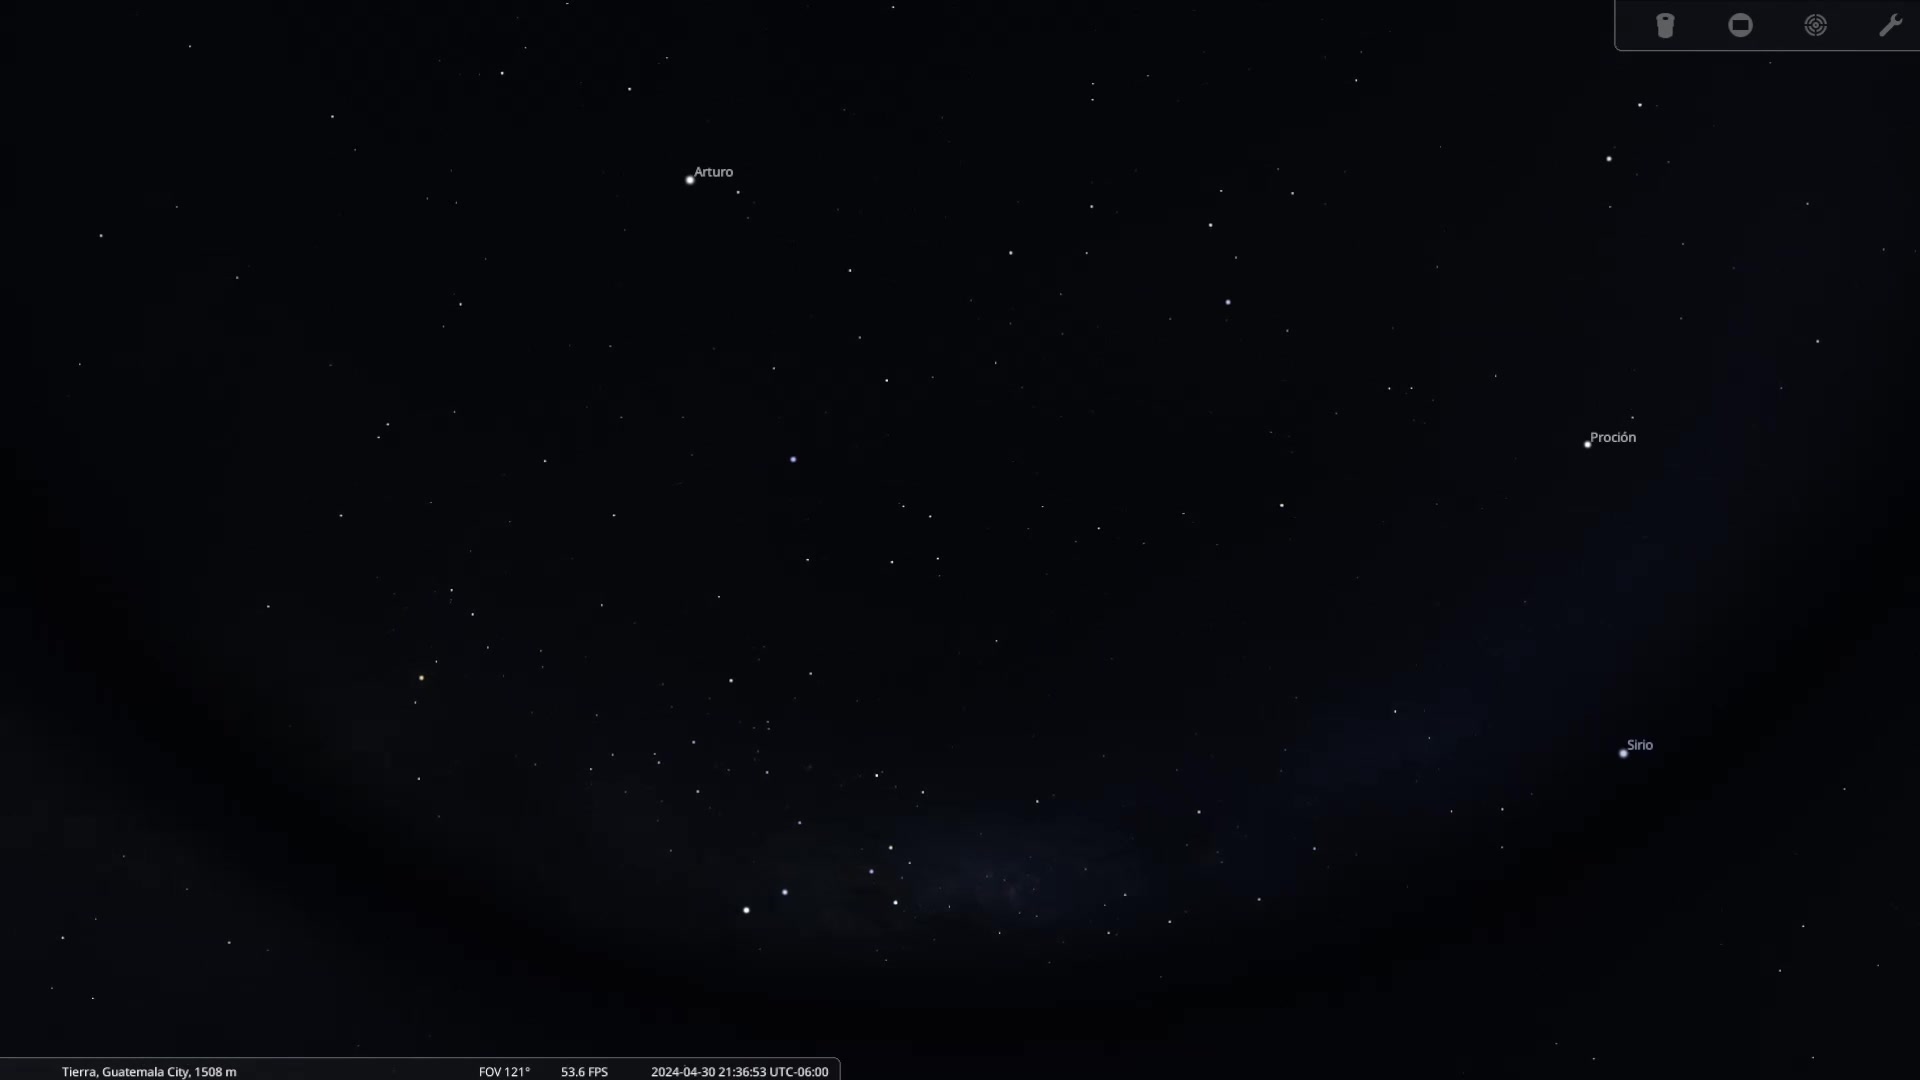 Arturo
Proción
Sirio
Tierra, Guatemala City, 1508 m FOV 121° 53.6 FPS 2024-04-30 21:36:53 UTC-06:00